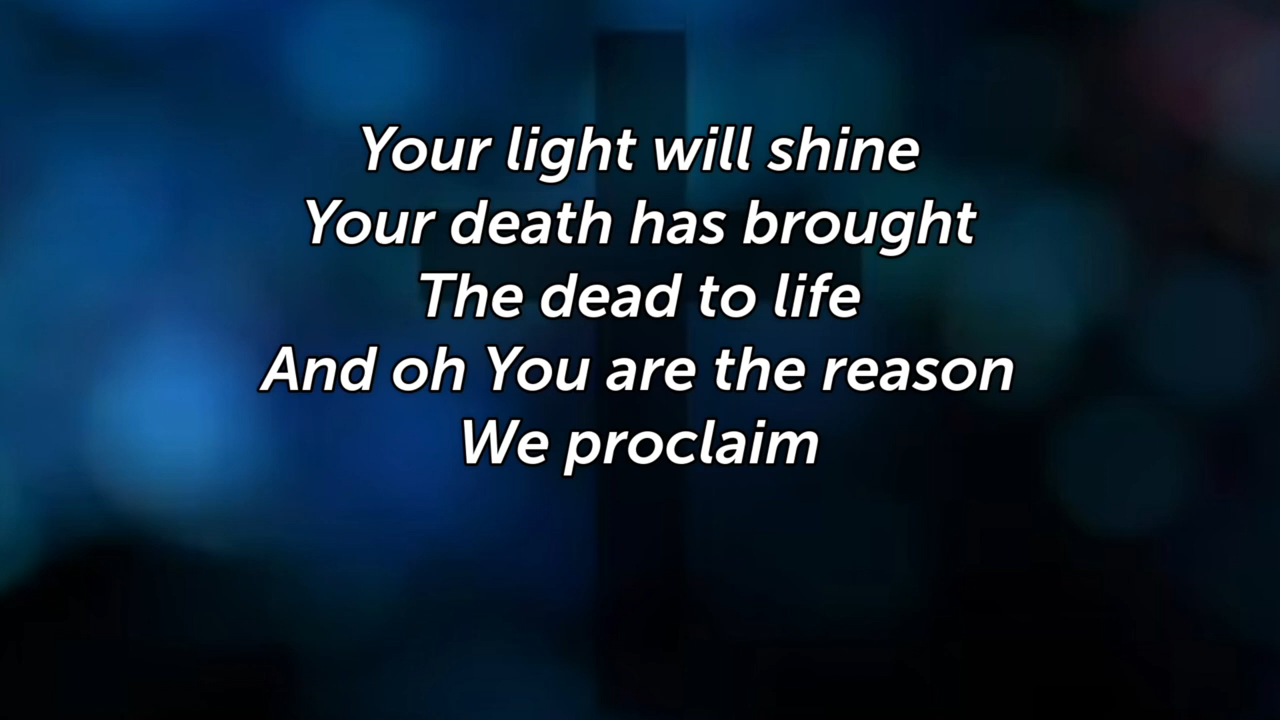 Your light will shine
Your death has brought
The dead to life
And oh You are the reason
We proclaim